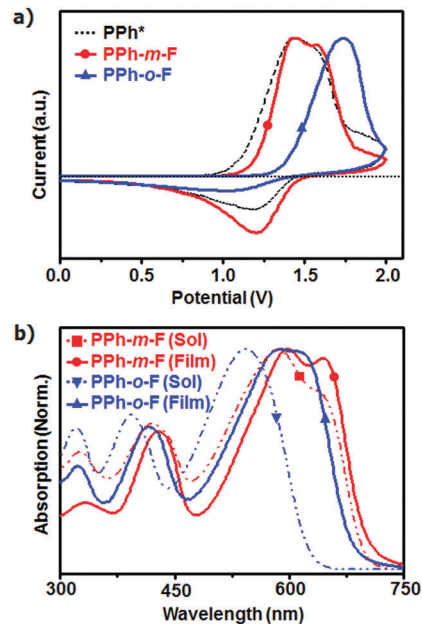 a)
PPh*
PPh-m-F
PPh-o-F
Current (a.u.)
0.0 0.5 1.0 1.5 2.0
Potential (V)
b)
PPh-m-F (Sol)
PPh-m-F (Film)
PPh-o-F (Sol)
PPh-o-F (Film)
Absorption (Norm.)
300 450 600 750
Wavelength (nm)